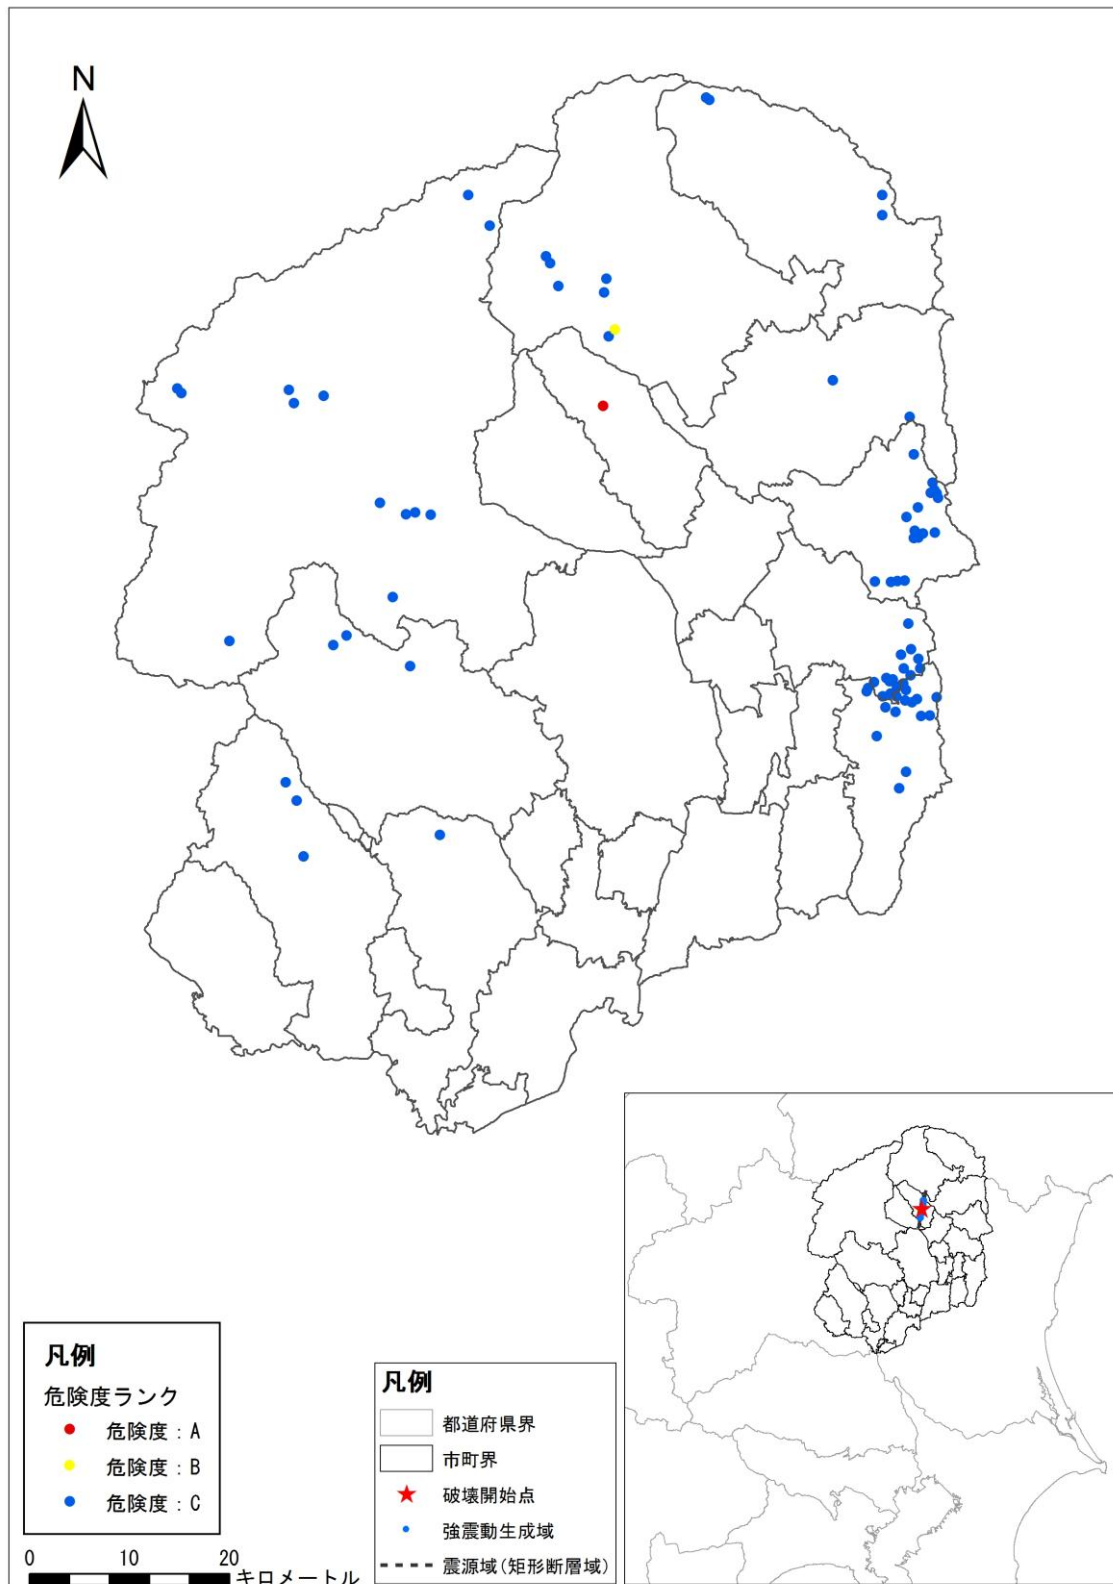 N
凡例
危険度ランク
危険度：A
危険度：B
危険度：C
0 10 20
キロメートル
凡例
都道府県界
市町界
破壊開始点
強震動生成域
震源域(矩形断層域)